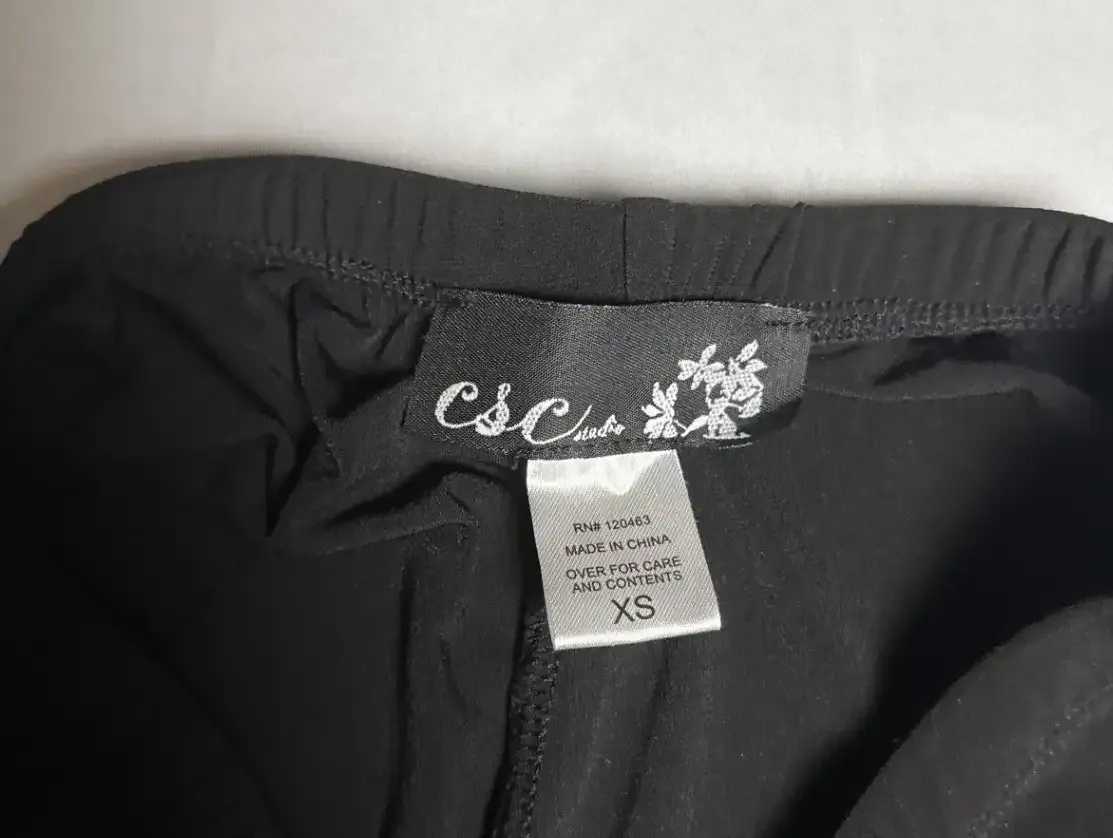 csc studio
RN# 120463
MADE IN CHINA
OVER FOR CARE
AND CONTENTS
XS